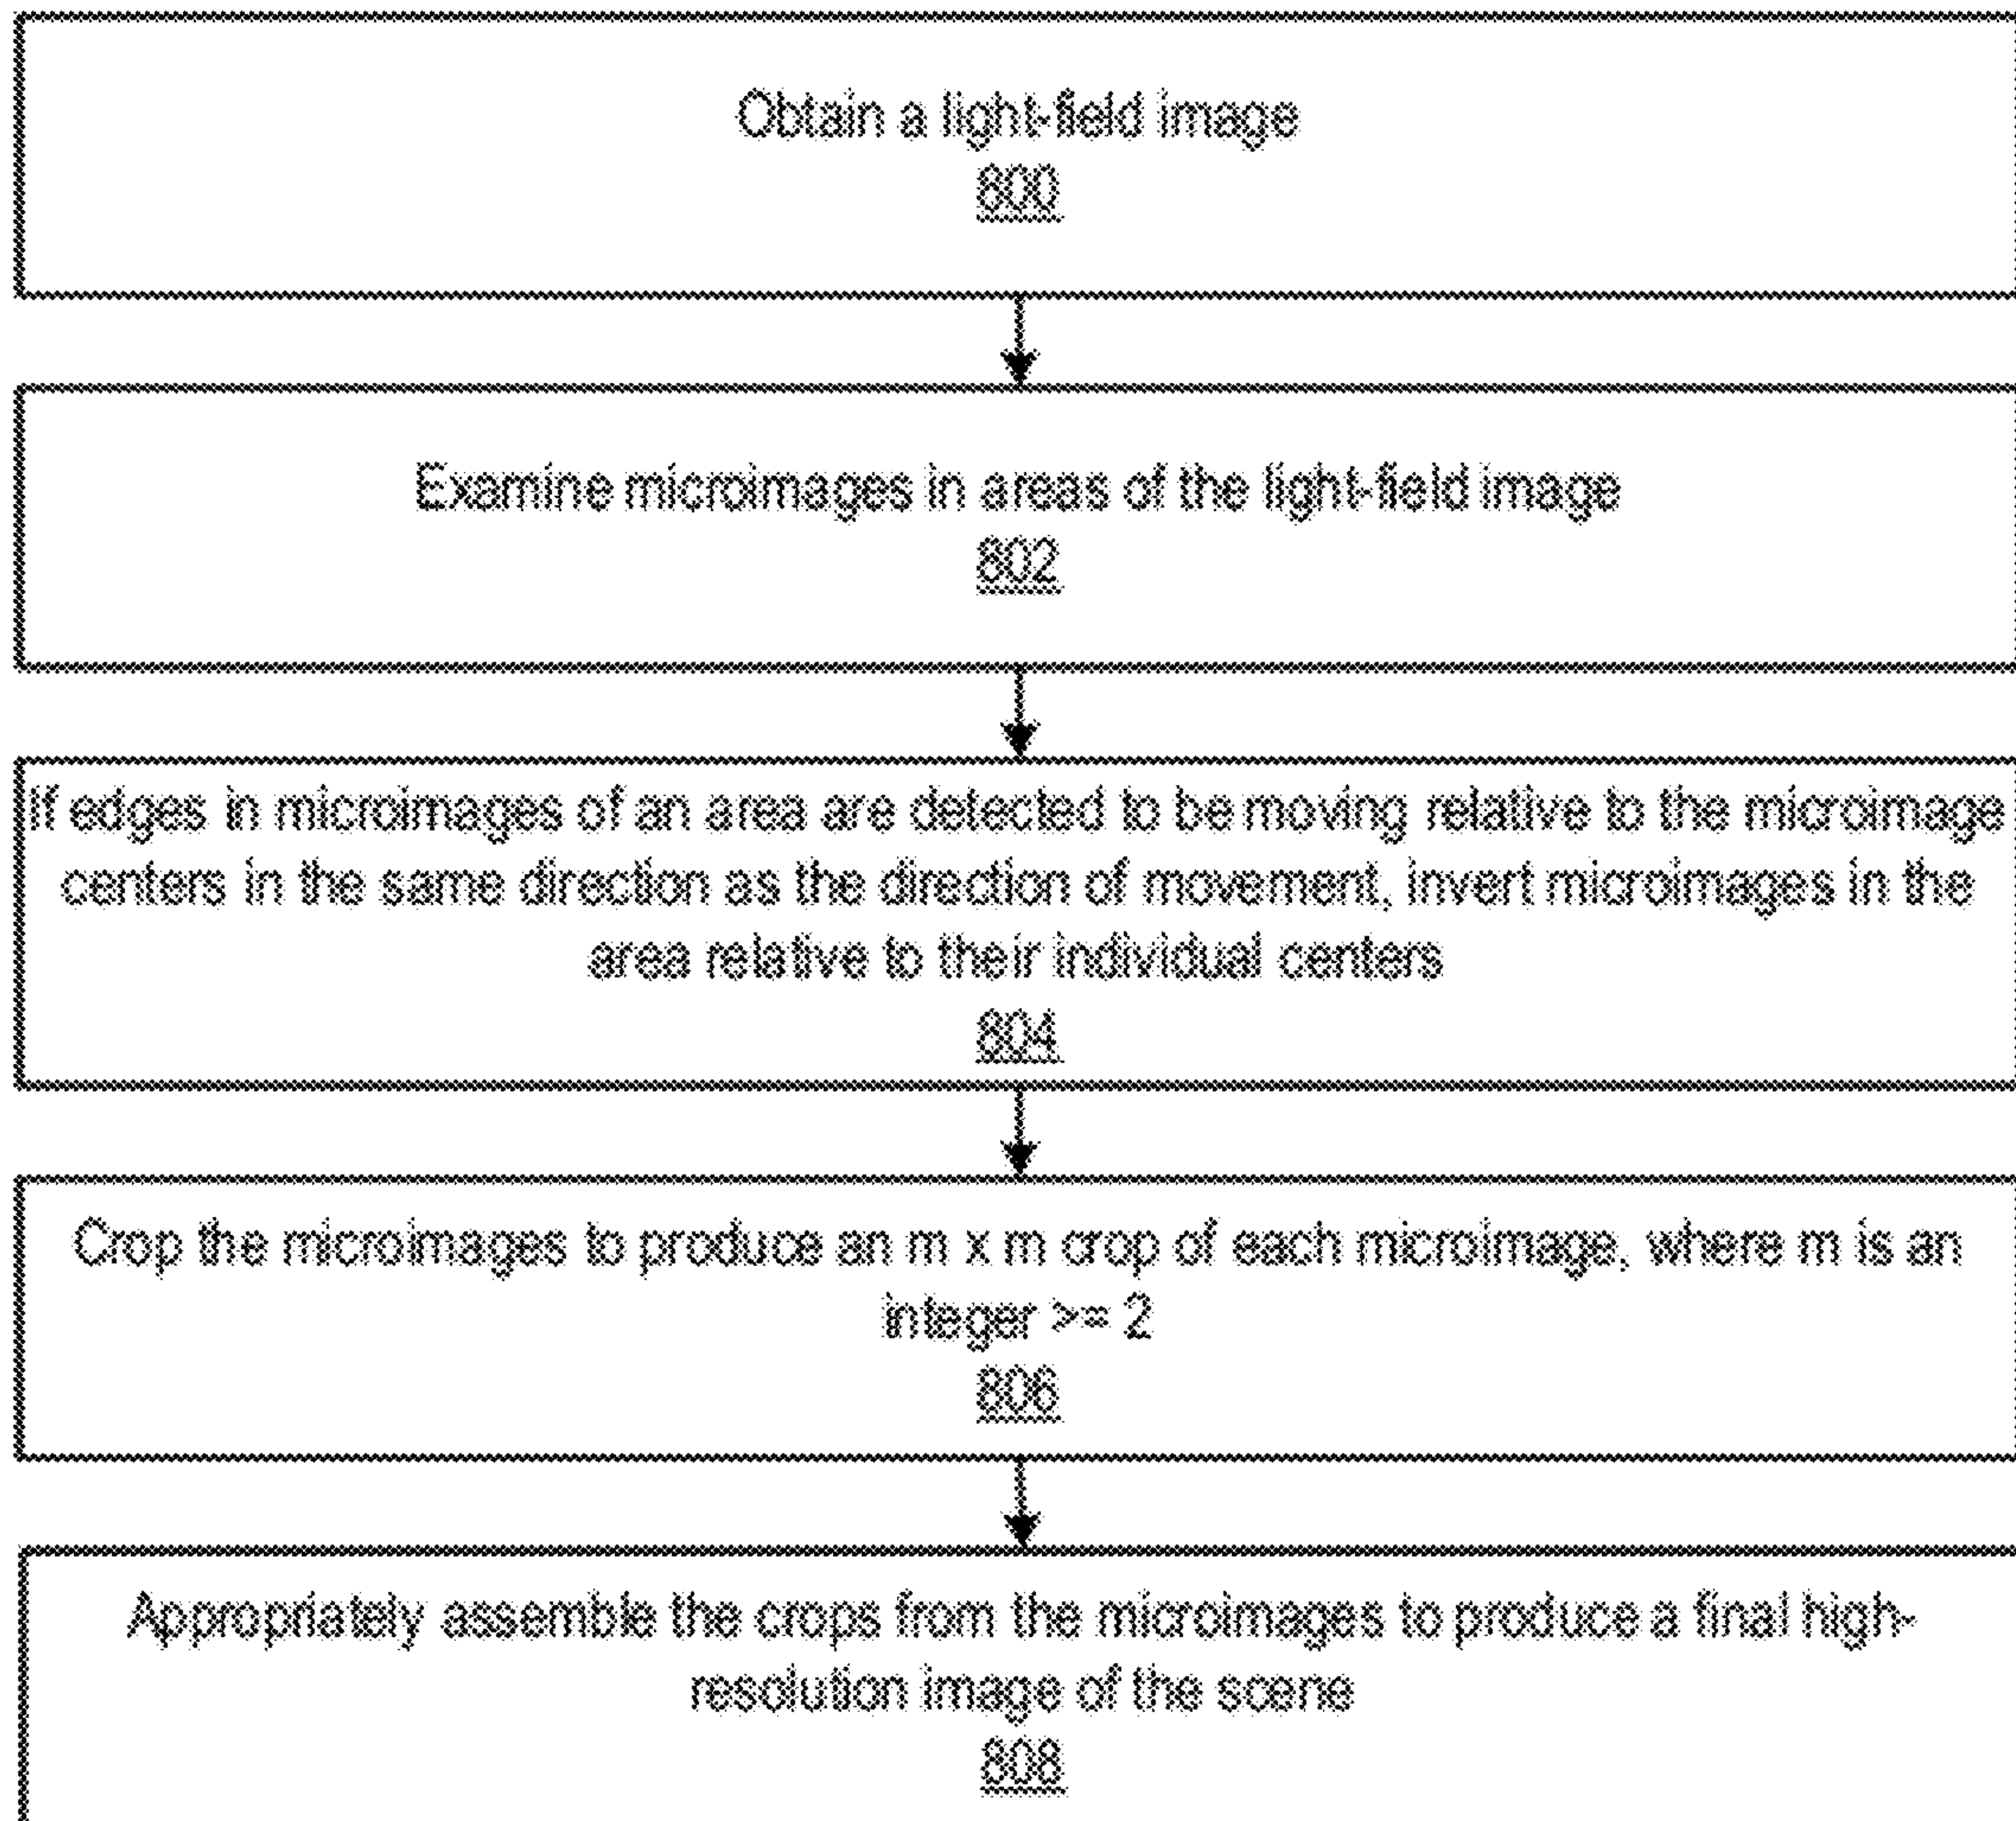 Obtain a light-field image
800
Examine microimages in areas of the light-field image
802
If edges in microimages of an area are detected to be moving relative to the microimage
centers in the same direction as the direction of movement, invert microimages in the
area relative to their individual centers
804
Crop the microimages to produce an m x m crop of each microimage, where m is an
integer >= 2
806
Appropriately assemble the crops from the microimages to produce a final high-
resolution image of the scene
808